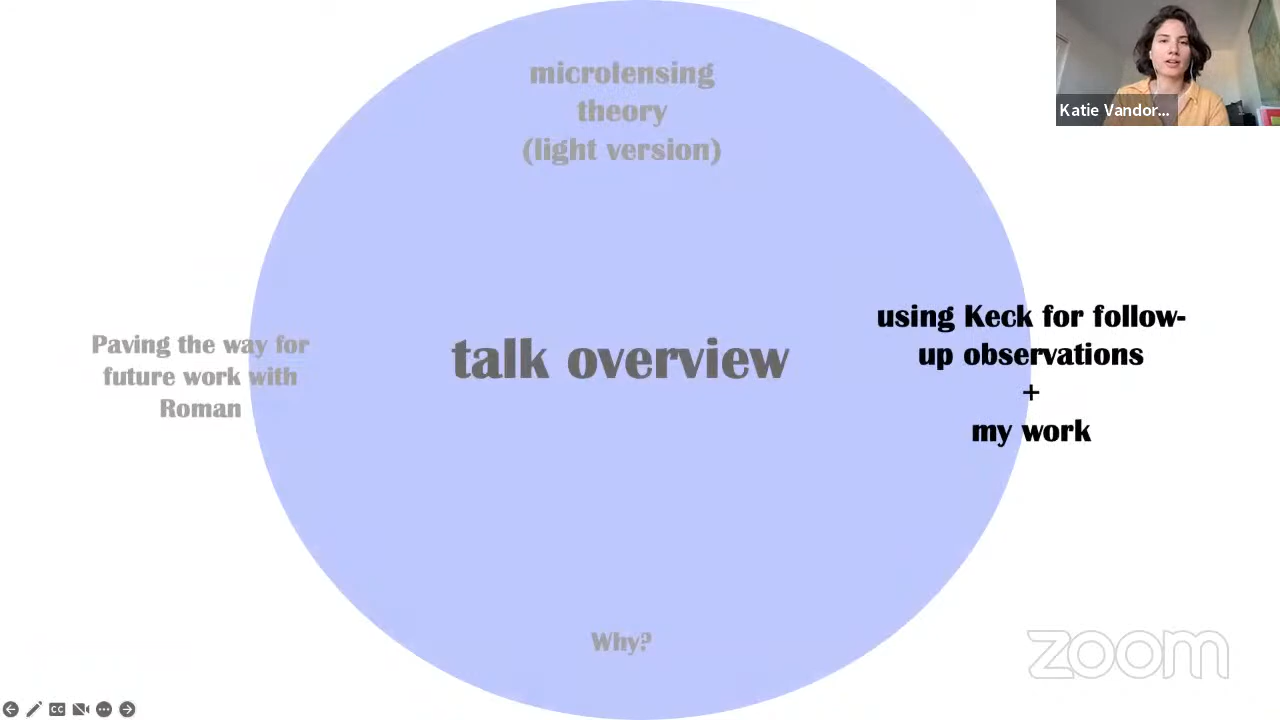 microlensing
theory
(light version)
Katie Vandor...
using Keck for follow-
up observations
+
my work
talk overview
Paving the way for
future work with
Roman
Why?
zoom
CC